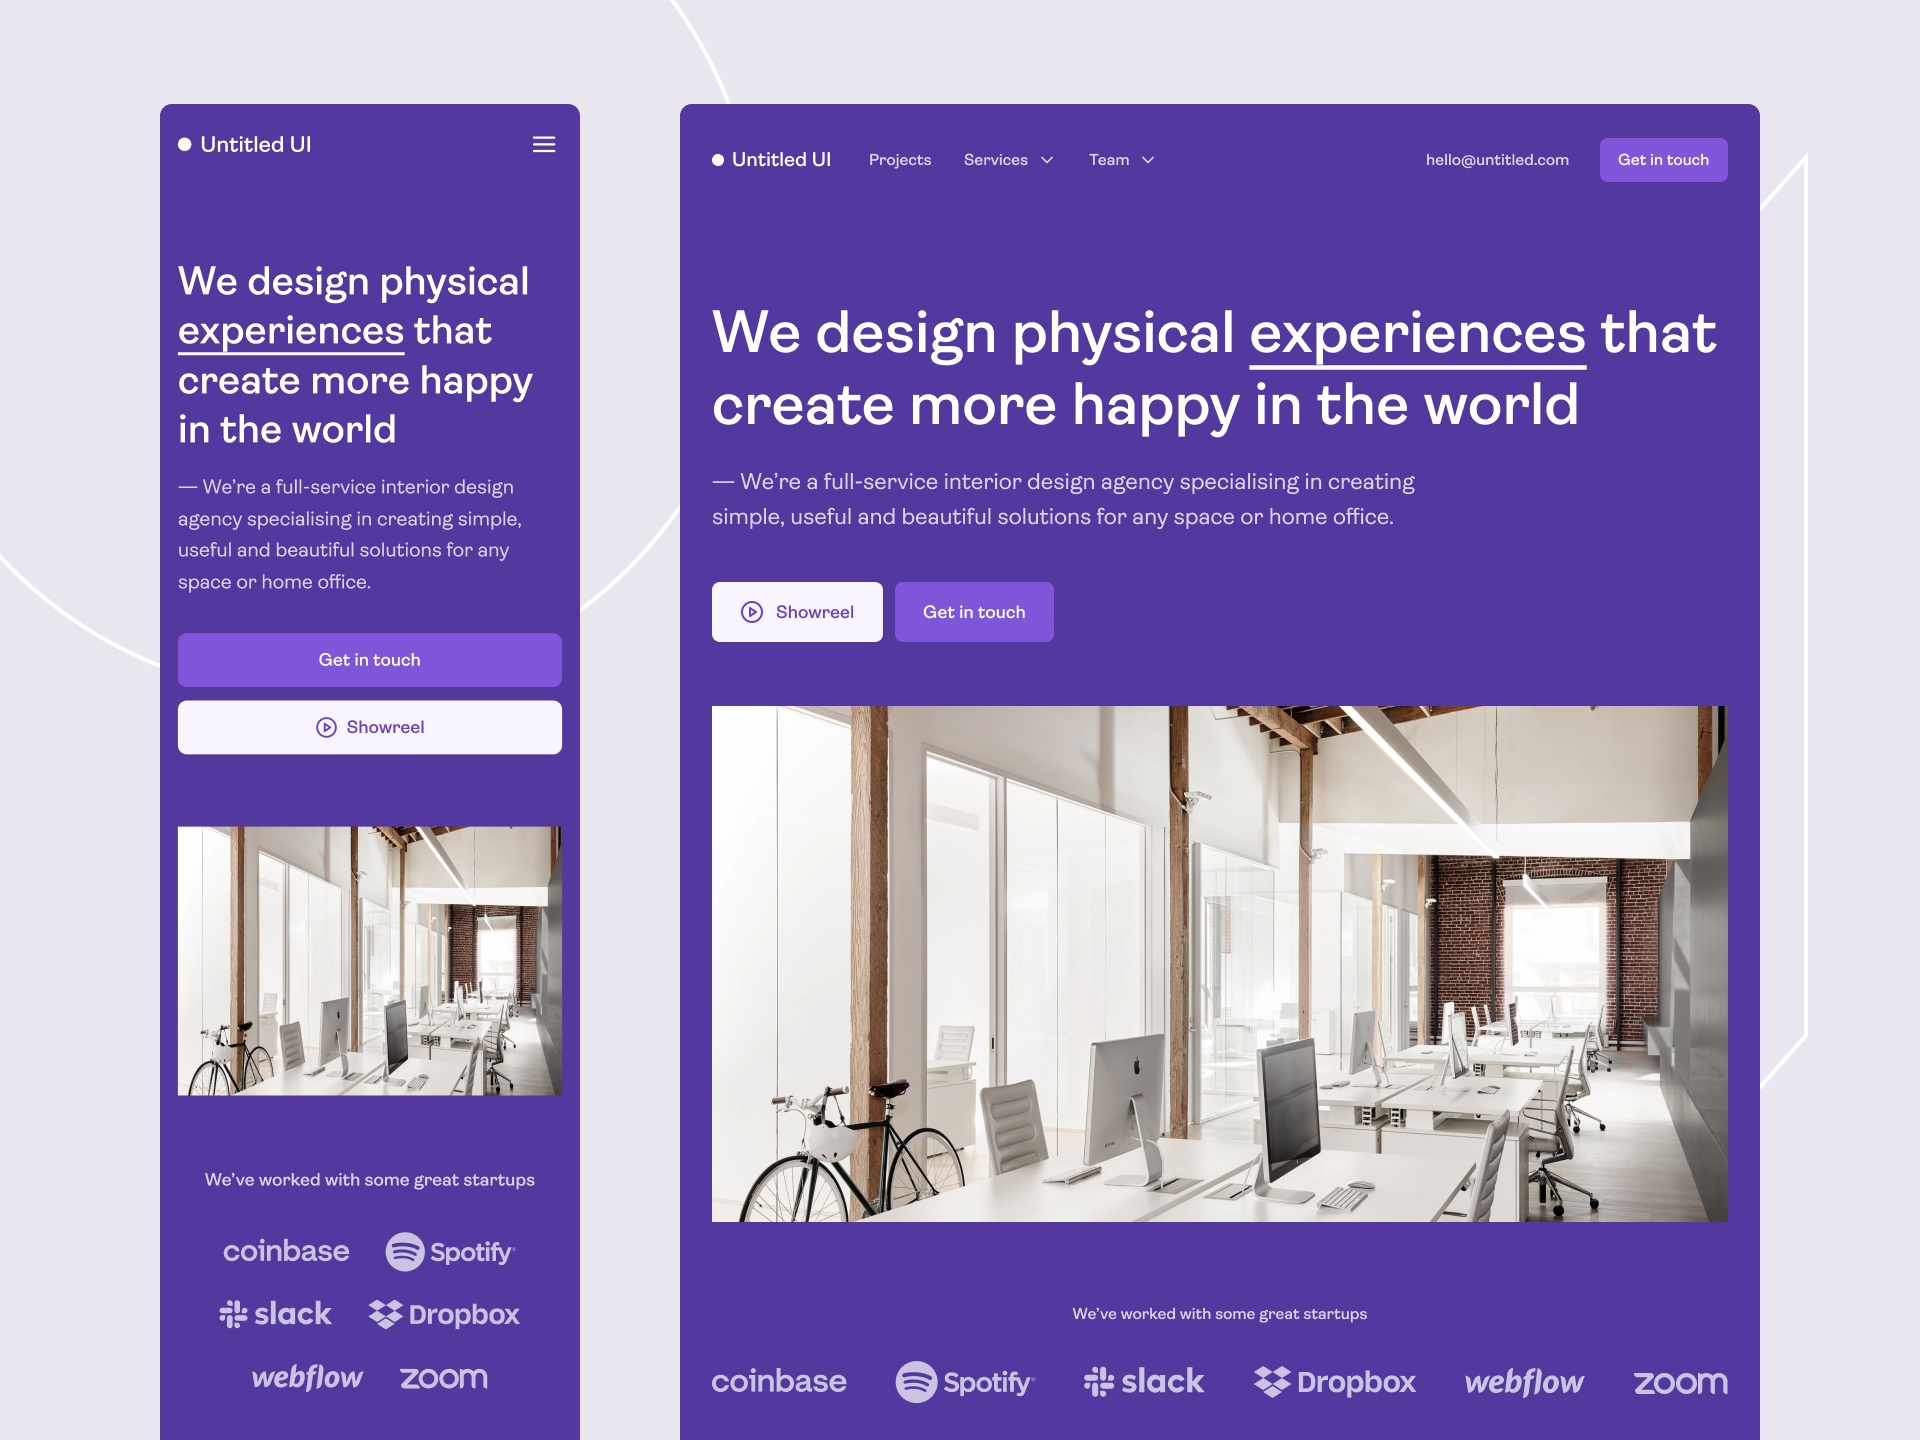 Untitled UI
We design physical
experiences that
create more happy
in the world
— We’re a full-service interior design
agency specialising in creating simple,
useful and beautiful solutions for any
space or home office.
Get in touch
Showreel
We’ve worked with some great startups
coinbase Spotify
slack Dropbox
webflow zoom
Untitled UI Projects Services Team hello@untitled.com Get in touch
We design physical experiences that
create more happy in the world
— We’re a full-service interior design agency specialising in creating
simple, useful and beautiful solutions for any space or home office.
Showreel Get in touch
We’ve worked with some great startups
coinbase Spotify slack Dropbox webflow zoom